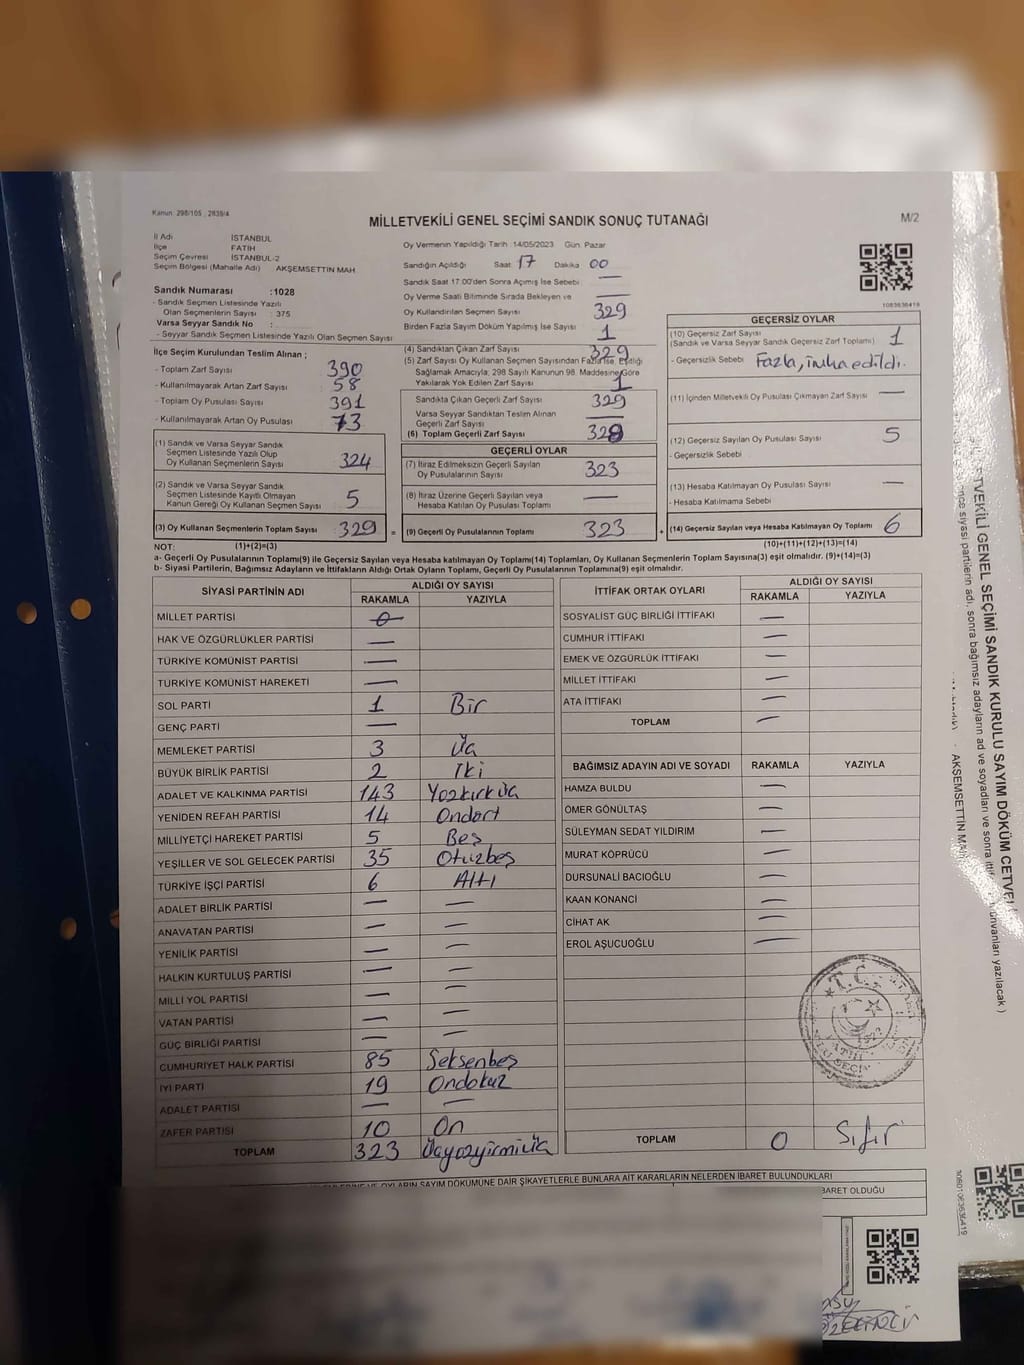 Kanun: 298/105, 2839/4
MİLLETVEKİLİ GENEL SEÇİMİ SANDIK SONUÇ TUTANAĞI
M/2
İl Adı İSTANBUL
İlçe FATİH
Seçim Çevresi İSTANBUL-2
Seçim Bölgesi (Mahalle Adı) AKŞEMSETTİN MAH.
Sandık Numarası :1028
- Sandık Seçmen Listesinde Yazılı
Olan Seçmenlerin Sayısı : 375
Varsa Seyyar Sandık No :
- Seyyar Sandık Seçmen Listesinde Yazılı Olan Seçmen Sayısı
Oy Vermenin Yapıldığı Tarih :14/05/2023 Gün: Pazar
Sandığın Açıldığı Saat 17 Dakika 00
Sandık Saat 17.00'den Sonra Açımış İse Sebebi —
Oy Verme Saati Bitiminde Sırada Bekleyen ve —
Oy Kullandırılan Seçmen Sayısı 329
Birden Fazla Sayım Döküm Yapılmış İse Sayısı 1
1083636419
İlçe Seçim Kurulundan Teslim Alınan ;
- Toplam Zarf Sayısı 390
- Kullanılmayarak Artan Zarf Sayısı : 58
- Toplam Oy Pusulası Sayısı 391
- Kullanılmayarak Artan Oy Pusulası 73
(1) Sandık ve Varsa Seyyar Sandık
Seçmen Listesinde Yazılı Olup
Oy Kullanan Seçmenlerin Sayısı 324
(2) Sandık ve Varsa Seyyar Sandık
Seçmen Listesinde Kayıtlı Olmayan
Kanun Gereği Oy Kullanan Seçmen Sayısı 5
(3) Oy Kullanan Seçmenlerin Toplam Sayısı 329 =
(4) Sandıktan Çıkan Zarf Sayısı 329
(5) Zarf Sayısı Oy Kullanan Seçmen Sayısından Fazla İse, Eşitliği
Sağlamak Amacıyla; 298 Sayılı Kanunun 98. Maddesine Göre
Yakılarak Yok Edilen Zarf Sayısı 1
Sandıkta Çıkan Geçerli Zarf Sayısı 329
Varsa Seyyar Sandıktan Teslim Alınan
Geçerli Zarf Sayısı
(6) Toplam Geçerli Zarf Sayısı 328
GEÇERLİ OYLAR
(7) İtiraz Edilmeksizin Geçerli Sayılan
Oy Pusulalarının Sayısı 323
(8) İtiraz Üzerine Geçerli Sayılan veya
Hesaba Katılan Oy Pusulası Toplamı —
(9) Geçerli Oy Pusulalarının Toplamı 323 +
GEÇERSİZ OYLAR
(10) Geçersiz Zarf Sayısı 1
(Sandık ve Varsa Seyyar Sandık Geçersiz Zarf Toplamı)
- Geçersizlik Sebebi Fazla, imha edildi.
(11) İçinden Milletvekili Oy Pusulası Çıkmayan Zarf Sayısı —
(12) Geçersiz Sayılan Oy Pusulası Sayısı 5
- Geçersizlik Sebebi
(13) Hesaba Katılmayan Oy Pusulası Sayısı —
- Hesaba Katılmama Sebebi
(14) Geçersiz Sayılan veya Hesaba Katılmayan Oy Toplamı 6
NOT: (1)+(2)=(3) (10)+(11)+(12)+(13)=(14)
a- Geçerli Oy Pusulalarının Toplamı(9) ile Geçersiz Sayılan veya Hesaba katılmayan Oy Toplamı(14) Toplamları, Oy Kullanan Seçmenlerin Toplam Sayısına(3) eşit olmalıdır. (9)+(14)=(3)
b- Siyasi Partilerin, Bağımsız Adayların ve İttifakların Aldığı Ortak Oyların Toplamı, Geçerli Oy Pusulalarının Toplamına(9) eşit olmalıdır.
SİYASİ PARTİNİN ADI ALDIĞI OY SAYISI
RAKAMLA YAZIYLA
MİLLET PARTİSİ 0
HAK VE ÖZGÜRLÜKLER PARTİSİ —
TÜRKİYE KOMÜNİST PARTİSİ —
TÜRKİYE KOMÜNİST HAREKETİ —
SOL PARTİ 1 Bir
GENÇ PARTİ —
MEMLEKET PARTİSİ 3 Üç
BÜYÜK BİRLİK PARTİSİ 2 İki
ADALET VE KALKINMA PARTİSİ 143 Yözkırküç
YENİDEN REFAH PARTİSİ 14 Ondört
MİLLİYETÇİ HAREKET PARTİSİ 5 Beş
YEŞİLLER VE SOL GELECEK PARTİSİ 35 Otuzbeş
TÜRKİYE İŞÇİ PARTİSİ 6 Altı
ADALET BİRLİK PARTİSİ — —
ANAVATAN PARTİSİ — —
YENİLİK PARTİSİ — —
HALKIN KURTULUŞ PARTİSİ — —
MİLLİ YOL PARTİSİ — —
VATAN PARTİSİ — —
GÜÇ BİRLİĞİ PARTİSİ — —
CUMHURİYET HALK PARTİSİ 85 Seksenbeş
İYİ PARTİ 19 Ondokuz
ADALET PARTİSİ — —
ZAFER PARTİSİ 10 On
TOPLAM 323 Üçyözyirmiüç
İTTİFAK ORTAK OYLARI ALDIĞI OY SAYISI
RAKAMLA YAZIYLA
SOSYALİST GÜÇ BİRLİĞİ İTTİFAKI —
CUMHUR İTTİFAKI —
EMEK VE ÖZGÜRLÜK İTTİFAKI —
MİLLET İTTİFAKI —
ATA İTTİFAKI —
TOPLAM —
BAĞIMSIZ ADAYIN ADI VE SOYADI RAKAMLA YAZIYLA
HAMZA BULDU —
ÖMER GÖNÜLTAŞ —
SÜLEYMAN SEDAT YILDIRIM —
MURAT KÖPRÜCÜ —
DURSUNALİ BACIOĞLU —
KAAN KONANCİ —
CİHAT AK —
EROL AŞUCUOĞLU —
T.C.
TOPLAM 0 Sıfır
OYLARIN SAYIM DÖKÜMÜNE DAİR ŞİKAYETLERLE BUNLARA AİT KARARLARIN NELERDEN İBARET BULUNDUKLARI
BARET OLDUĞU
TVEKİLİ GENEL SEÇİMİ SANDIK KURULU SAYIM DÖKÜM CETVELİ
önce siyasi partilerin adı, sonra bağımsız adayların ad ve soyadları ve sonra
unvanları yazılacak )
AKŞEMSETTİN MAH